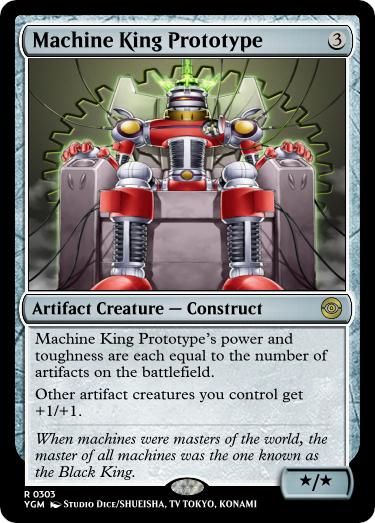 Machine King Prototype 3
Artifact Creature — Construct
Machine King Prototype's power and
toughness are each equal to the number of
artifacts on the battlefield.
Other artifact creatures you control get
+1/+1.
When machines were masters of the world, the
master of all machines was the one known as
the Black King.
★/★
R 0303
YGM Studio Dice/SHUEISHA, TV TOKYO, KONAMI